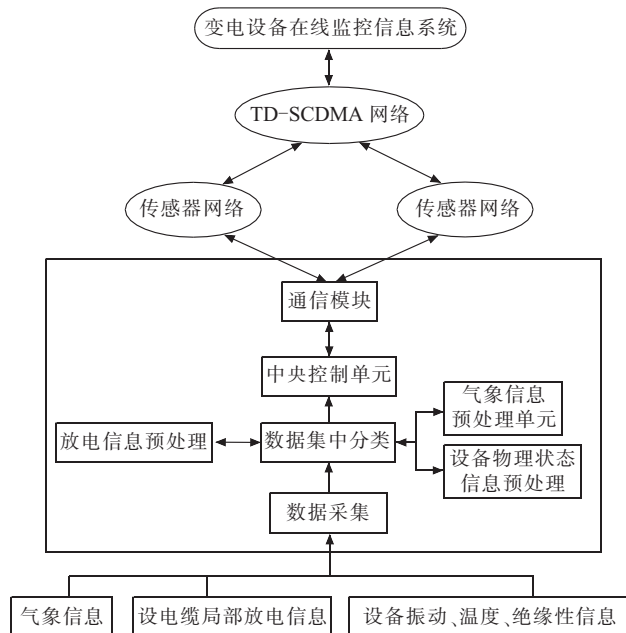 变电设备在线监控信息系统
TD-SCDMA 网络
传感器网络
传感器网络
通信模块
中央控制单元
气象信息
预处理单元
放电信息预处理
数据集中分类
设备物理状态
信息预处理
数据采集
气象信息
设电缆局部放电信息
设备振动、温度、绝缘性信息